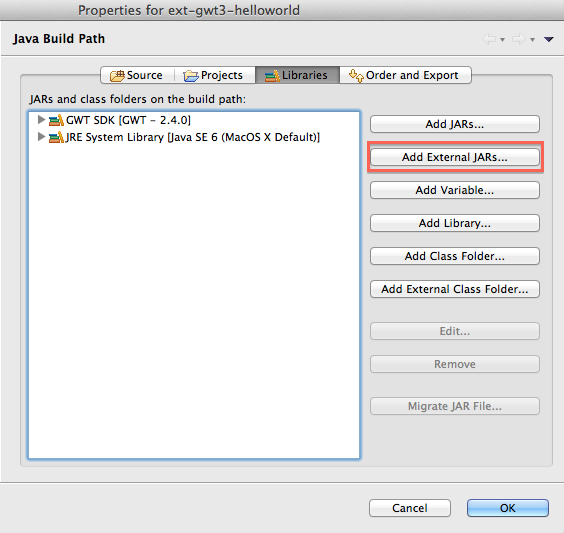 Properties for ext-gwt3-helloworld
Java Build Path
Source
Projects
Libraries
Order and Export
JARs and class folders on the build path:
GWT SDK [GWT - 2.4.0]
JRE System Library [Java SE 6 (MacOS X Default)]
Add JARs...
Add External JARs...
Add Variable...
Add Library...
Add Class Folder...
Add External Class Folder...
Edit...
Remove
Migrate JAR File...
Cancel
OK